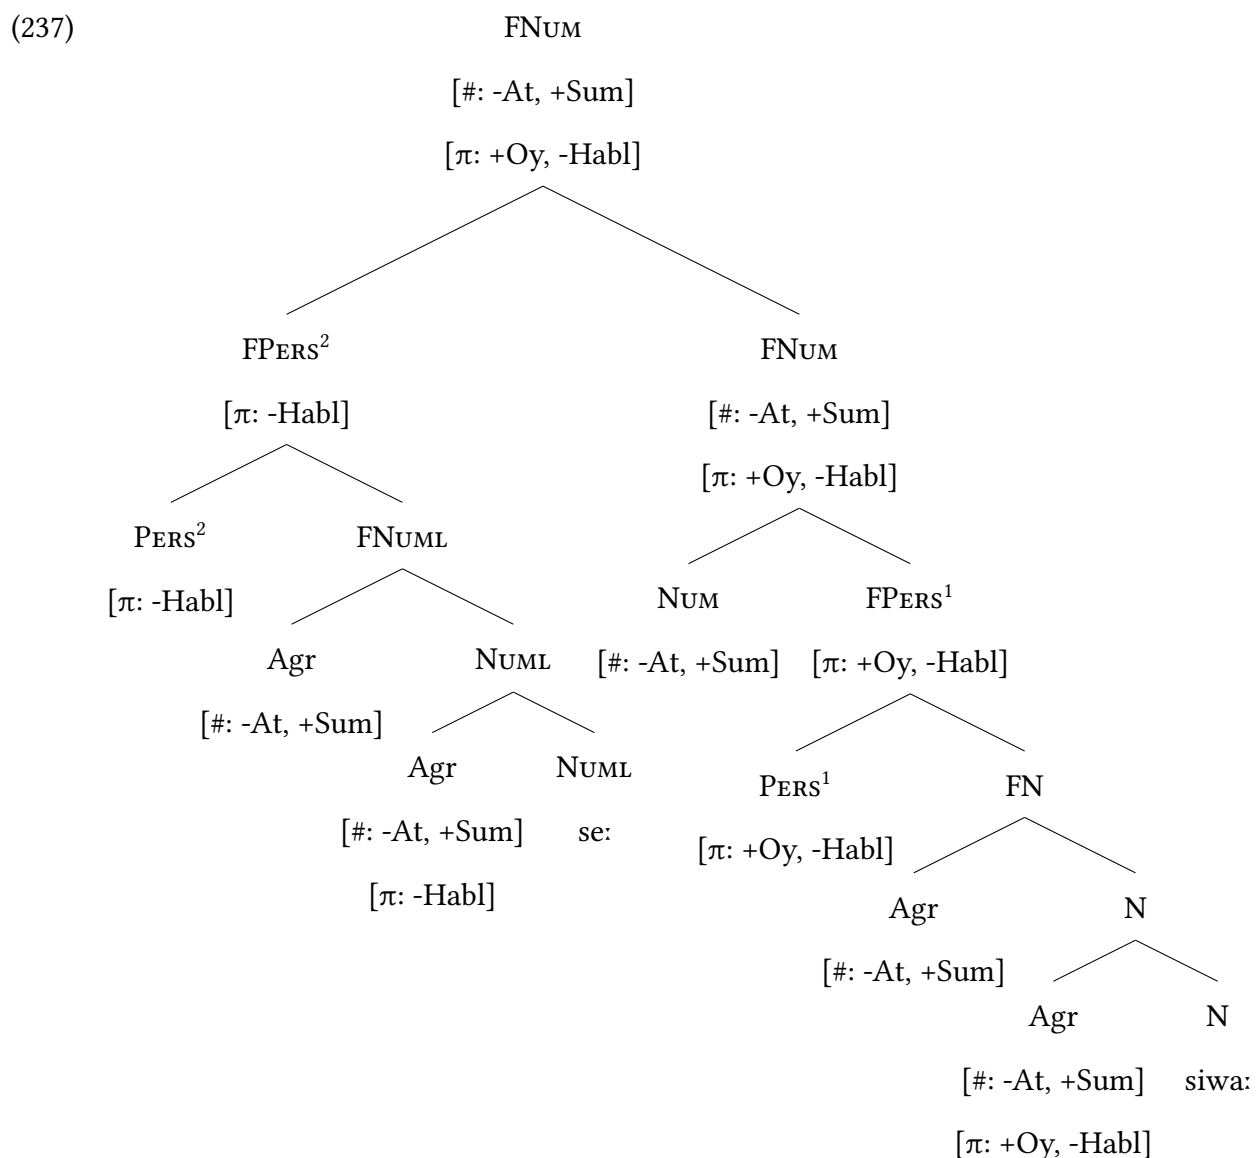 (237) FNUM
[#: -At, +Sum]
[π: +Oy, -Habl]
FPERS² FNUM
[π: -Habl] [#: -At, +Sum]
[π: +Oy, -Habl]
PERS² FNUML
[π: -Habl] NUM FPERS¹
Agr NUML [#: -At, +Sum] [π: +Oy, -Habl]
[#: -At, +Sum]
Agr NUML PERS¹ FN
[#: -At, +Sum] seː [π: +Oy, -Habl]
[π: -Habl] Agr N
[#: -At, +Sum]
Agr N
[#: -At, +Sum] siwaː
[π: +Oy, -Habl]